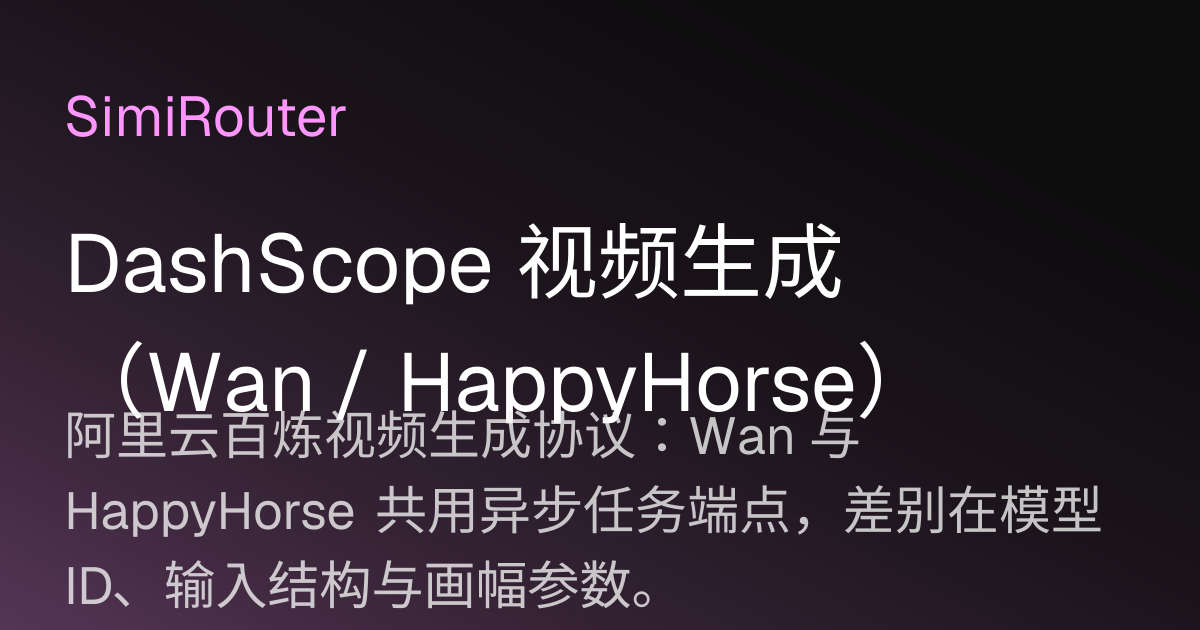 SimiRouter
DashScope 视频生成
（Wan / HappyHorse）
阿里云百炼视频生成协议：Wan 与
HappyHorse 共用异步任务端点，差别在模型
ID、输入结构与画幅参数。